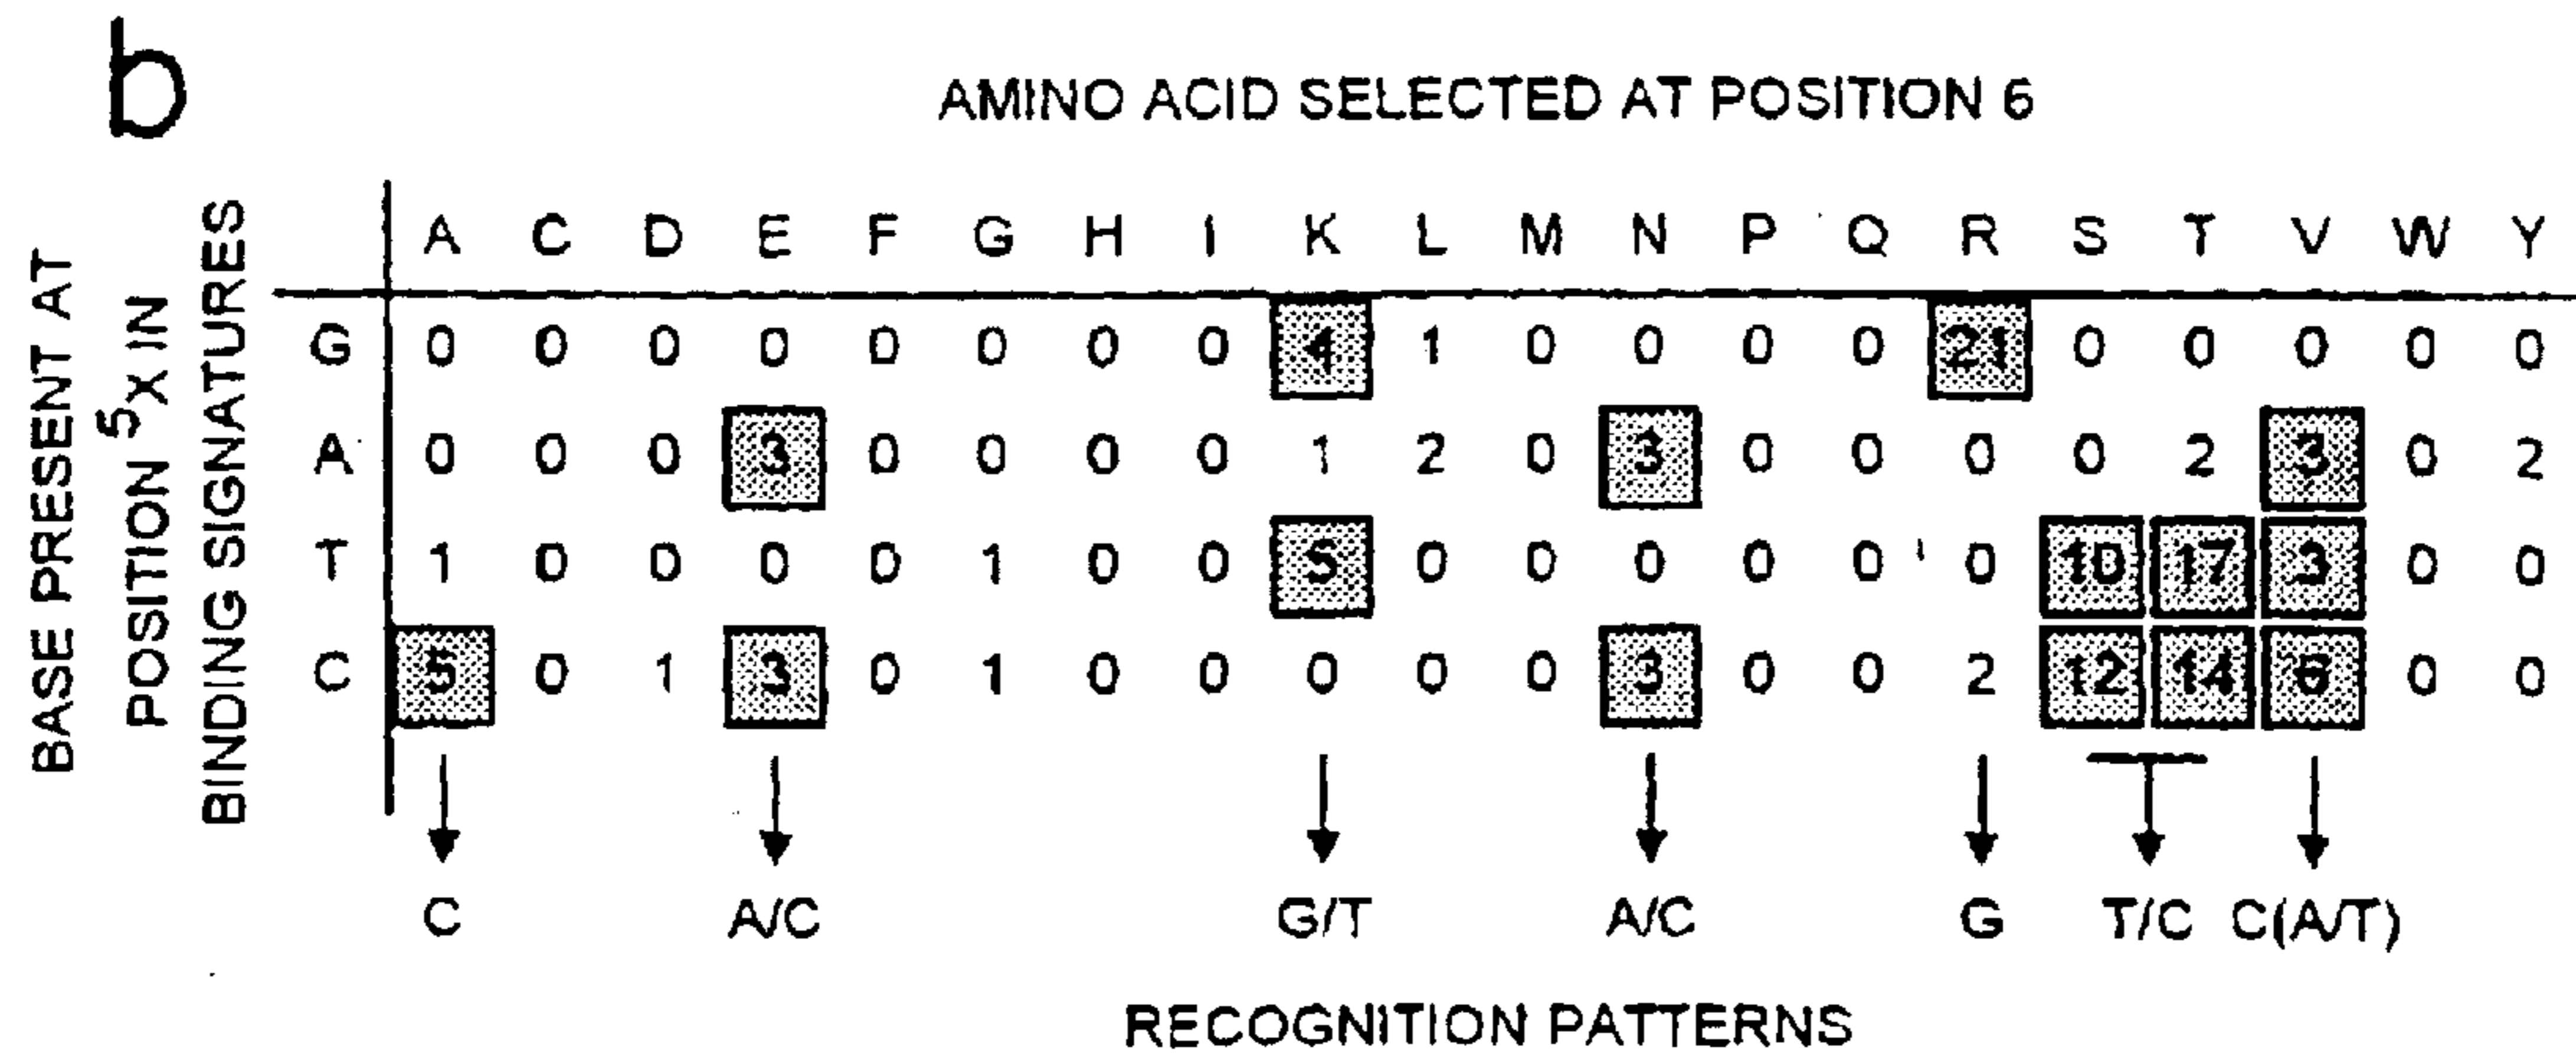 b
AMINO ACID SELECTED AT POSITION 6
BASE PRESENT AT
POSITION ⁵X IN
BINDING SIGNATURES
A C D E F G H I K L M N P Q R S T V W Y
G 0 0 0 0 0 0 0 0 4 1 0 0 0 0 21 0 0 0 0 0
A 0 0 0 3 0 0 0 0 1 2 0 3 0 0 0 0 2 3 0 2
T 1 0 0 0 0 1 0 0 5 0 0 0 0 0 0 10 17 3 0 0
C 5 0 1 3 0 1 0 0 0 0 0 3 0 0 2 12 14 6 0 0
C A/C G/T A/C G T/C C(A/T)
RECOGNITION PATTERNS